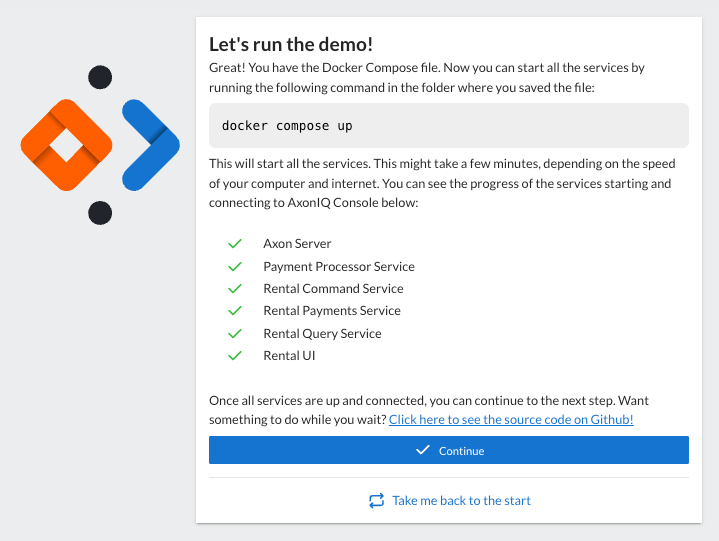 Let's run the demo!
Great! You have the Docker Compose file. Now you can start all the services by
running the following command in the folder where you saved the file:
docker compose up
This will start all the services. This might take a few minutes, depending on the speed
of your computer and internet. You can see the progress of the services starting and
connecting to AxonIQ Console below:
Axon Server
Payment Processor Service
Rental Command Service
Rental Payments Service
Rental Query Service
Rental UI
Once all services are up and connected, you can continue to the next step. Want
something to do while you wait? Click here to see the source code on Github!
Continue
Take me back to the start